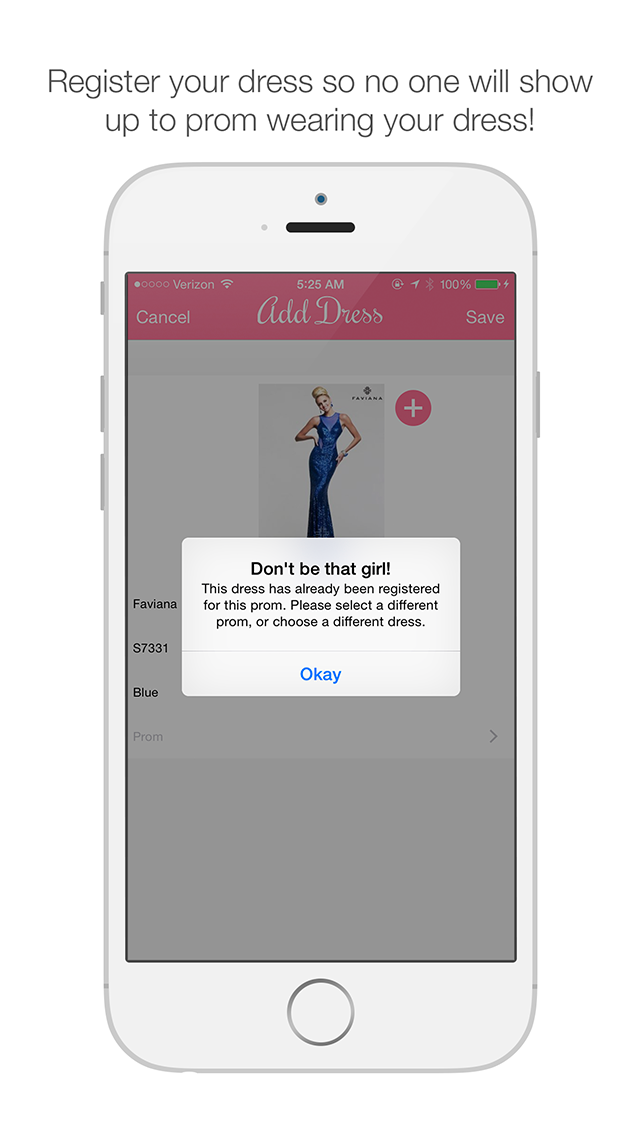 Register your dress so no one will show
up to prom wearing your dress!
Verizon 5:25 AM 100%
Cancel Add Dress Save
FAVIANA
Don't be that girl!
This dress has already been registered
for this prom. Please select a different
prom, or choose a different dress.
Faviana
S7331
Okay
Blue
Prom